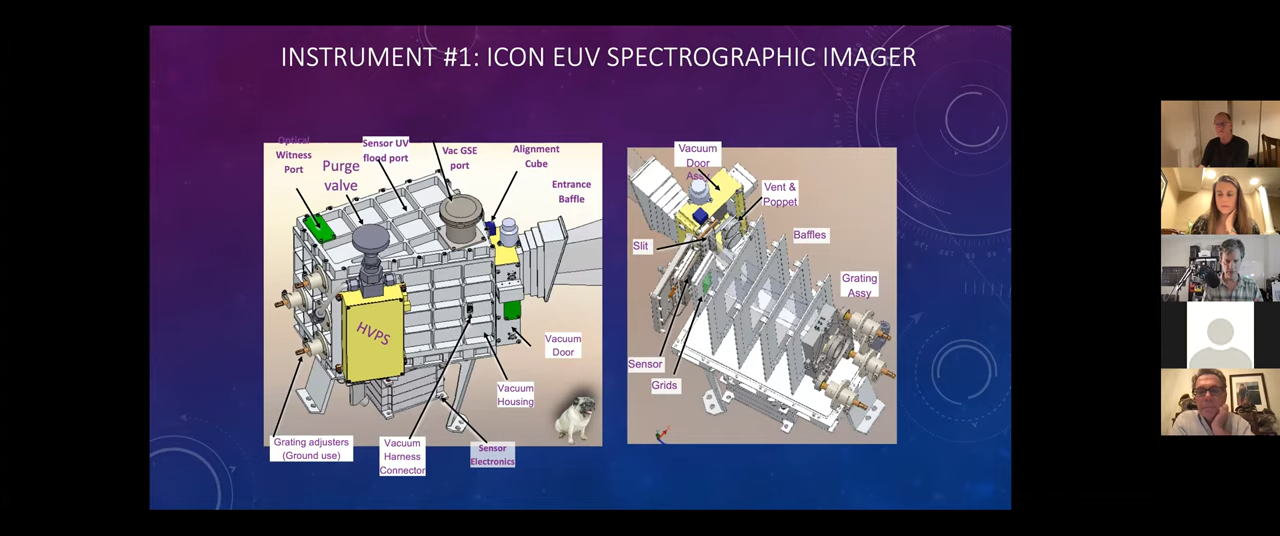 INSTRUMENT #1: ICON EUV SPECTROGRAPHIC IMAGER
Optical
Witness
Port
Purge
valve
Sensor UV
flood port
Vac GSE
port
Alignment
Cube
Entrance
Baffle
HVPS
Vacuum
Door
Vacuum
Housing
Grating adjusters
(Ground use)
Vacuum
Harness
Connector
Sensor
Electronics
Vacuum
Door
Assy
Vent &
Poppet
Slit
Baffles
Grating
Assy
Sensor
Grids